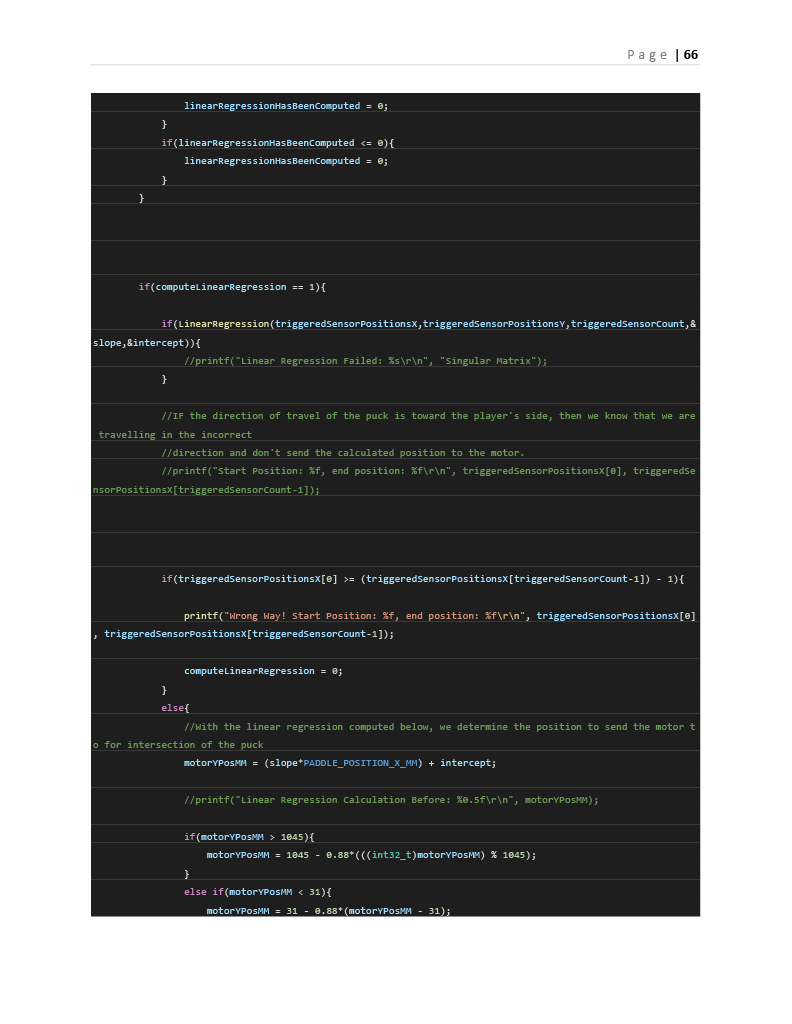 Page | 66
linearRegressionHasBeenComputed = 0;
}
if(linearRegressionHasBeenComputed <= 0){
linearRegressionHasBeenComputed = 0;
}
}
if(computeLinearRegression == 1){
if(LinearRegression(triggeredSensorPositionsX,triggeredSensorPositionsY,triggeredSensorCount,&
slope,&intercept)){
//printf("Linear Regression Failed: %s\r\n", "Singular Matrix");
}
//IF the direction of travel of the puck is toward the player's side, then we know that we are
travelling in the incorrect
//direction and don't send the calculated position to the motor.
//printf("Start Position: %f, end position: %f\r\n", triggeredSensorPositionsX[0], triggeredSe
nsorPositionsX[triggeredSensorCount-1]);
if(triggeredSensorPositionsX[0] >= (triggeredSensorPositionsX[triggeredSensorCount-1]) - 1){
printf("Wrong Way! Start Position: %f, end position: %f\r\n", triggeredSensorPositionsX[0]
, triggeredSensorPositionsX[triggeredSensorCount-1]);
computeLinearRegression = 0;
}
else{
//With the linear regression computed below, we determine the position to send the motor t
o for intersection of the puck
motorYPosMM = (slope*PADDLE_POSITION_X_MM) + intercept;
//printf("Linear Regression Calculation Before: %0.5f\r\n", motorYPosMM);
if(motorYPosMM > 1045){
motorYPosMM = 1045 - 0.88*(((int32_t)motorYPosMM) % 1045);
}
else if(motorYPosMM < 31){
motorYPosMM = 31 - 0.88*(motorYPosMM - 31);